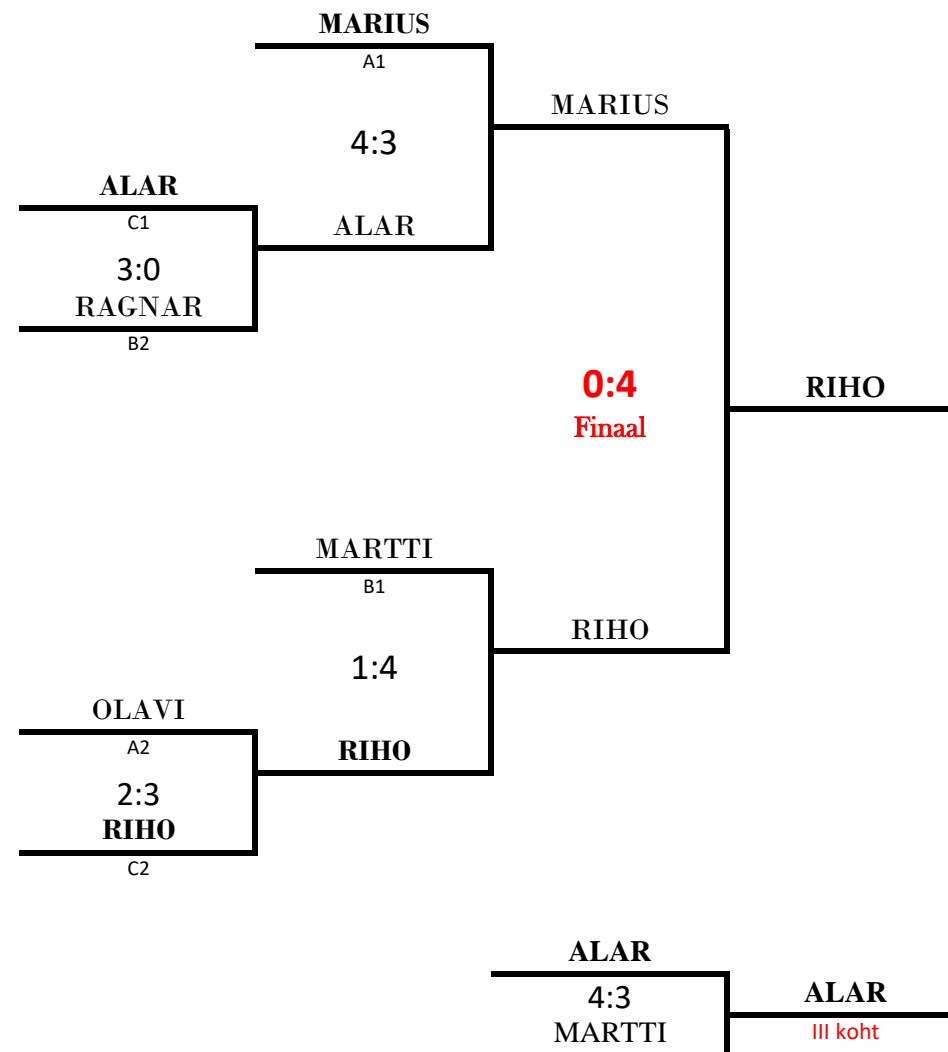 MARIUS
A1
MARIUS
4:3
ALAR
C1
ALAR
3:0
RAGNAR
B2
0:4
Finaal
RIHO
MARTTI
B1
RIHO
1:4
OLAVI
A2
RIHO
2:3
RIHO
C2
ALAR
4:3
MARTTI
ALAR
III koht